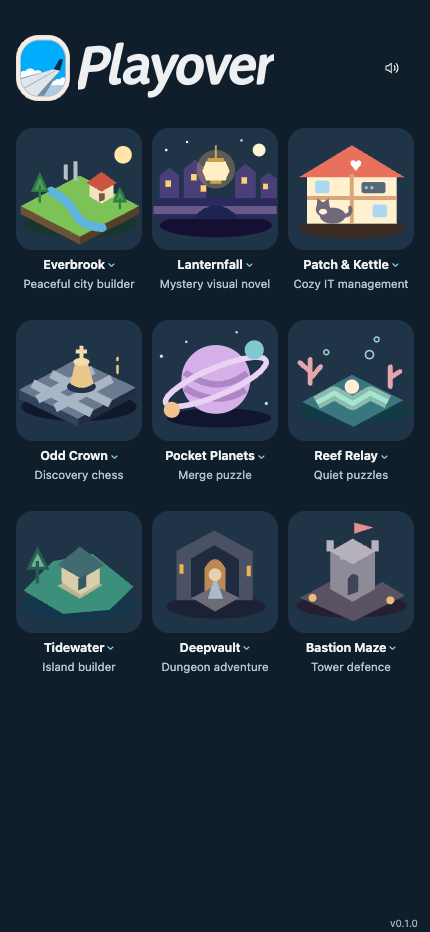 Playover
Everbrook
Peaceful city builder
Lanternfall
Mystery visual novel
Patch & Kettle
Cozy IT management
Odd Crown
Discovery chess
Pocket Planets
Merge puzzle
Reef Relay
Quiet puzzles
Tidewater
Island builder
Deepvault
Dungeon adventure
Bastion Maze
Tower defence
v0.1.0